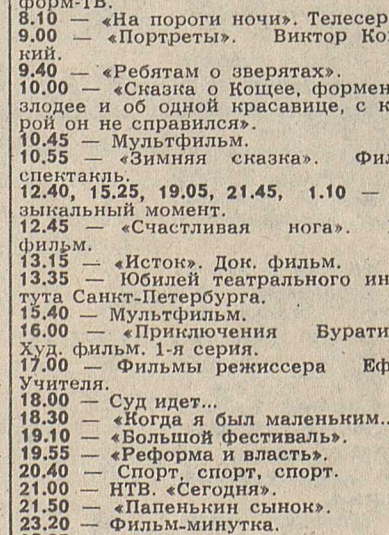 форм-ТВ.
8.10 — «На пороги ночи». Телесер
9.00 — «Портреты». Виктор Ко
кий.
9.40 — «Ребятам о зверятах».
10.00 — «Сказка о Кощее, формен
злодее и об одной красавице, с к
рой он не справился».
10.45 — Мультфильм.
10.55 — «Зимняя сказка». Фил
спектакль.
12.40, 15.25, 19.05, 21.45, 1.10 —
зыкальный момент.
12.45 — «Счастливая нога».
фильм.
13.15 — «Исток». Док. фильм.
13.35 — Юбилей театрального ин
тута Санкт-Петербурга.
15.40 — Мультфильм.
16.00 — «Приключения Бурати
Худ. фильм. 1-я серия.
17.00 — Фильмы режиссера Еф
Учителя.
18.00 — Суд идет...
18.30 — «Когда я был маленьким..
19.10 — «Большой фестиваль».
19.55 — «Реформа и власть».
20.40 — Спорт, спорт, спорт.
21.00 — НТВ. «Сегодня».
21.50 — «Папенькин сынок».
23.20 — Фильм-минутка.